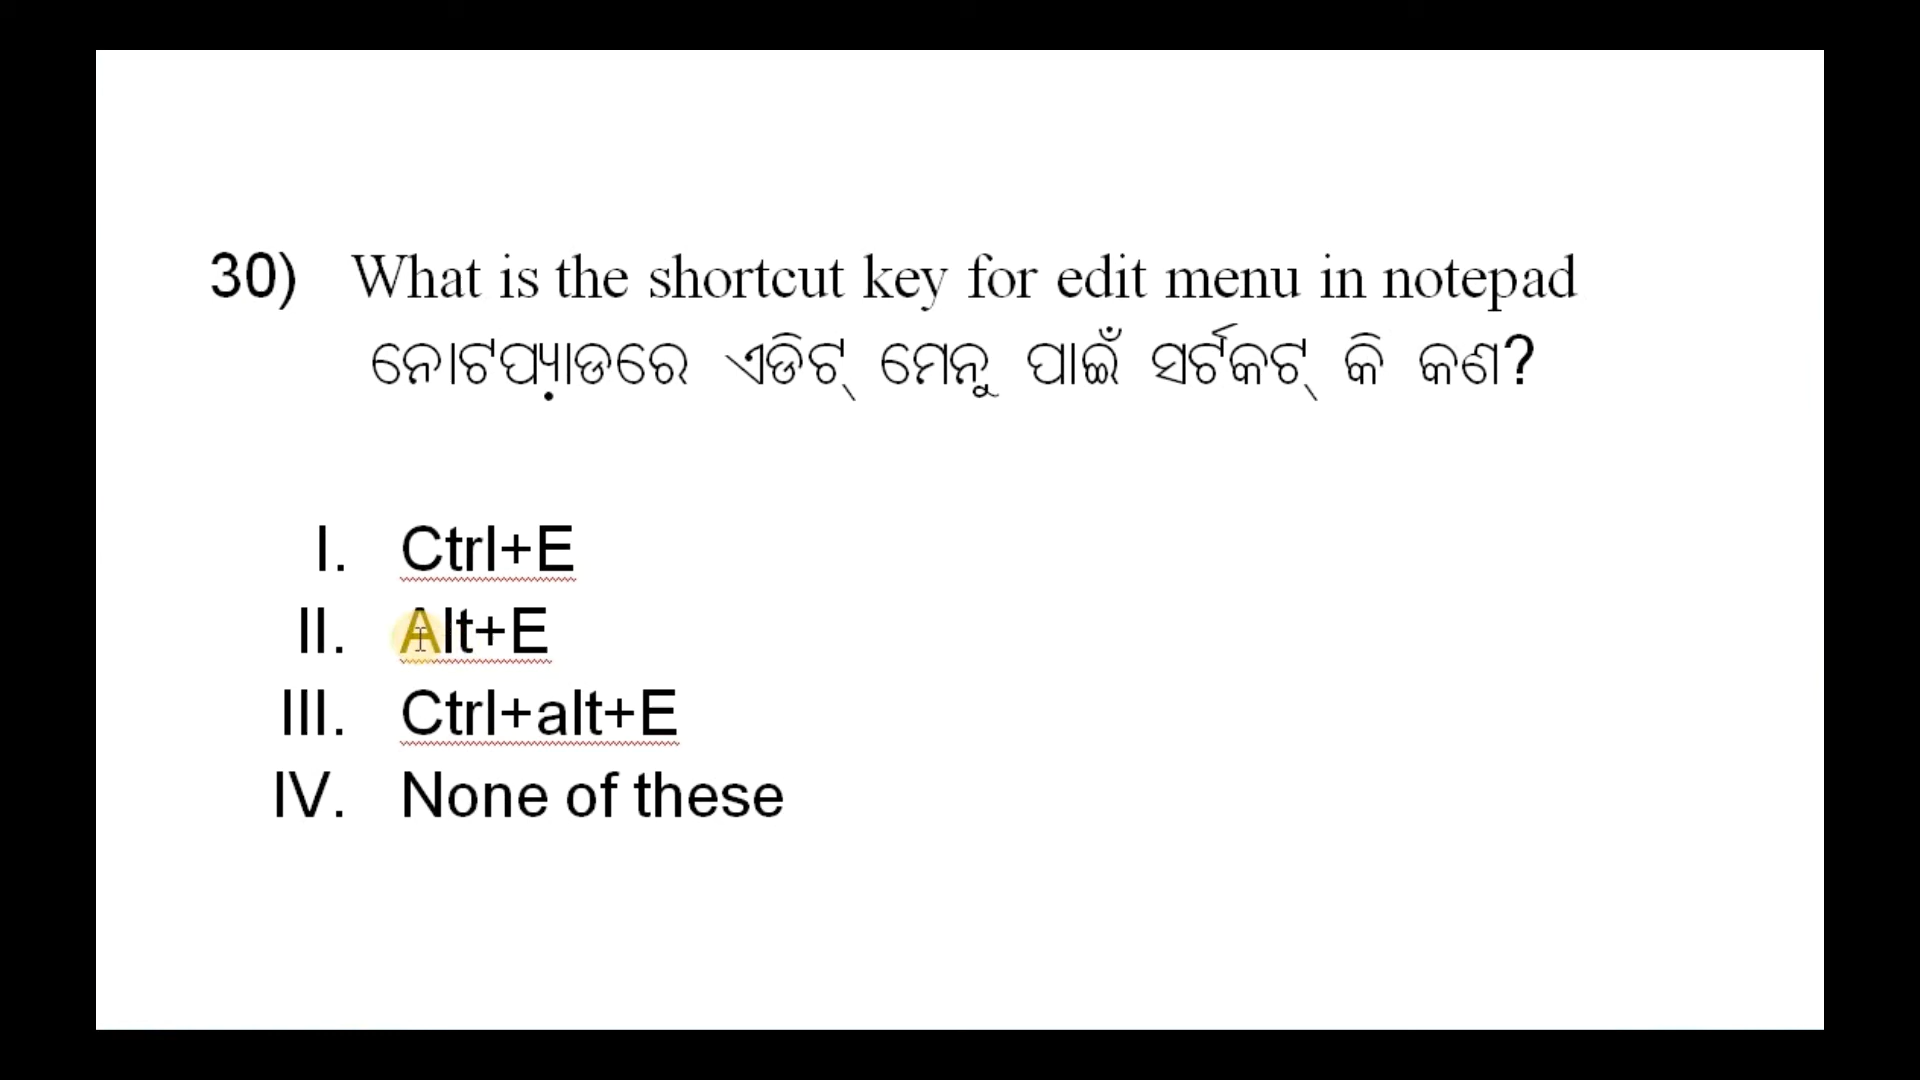 30) What is the shortcut key for edit menu in notepad
ନୋଟପ୍ୟାଡରେ ଏଡିଟ୍ ମେନୁ ପାଇଁ ସର୍ଟକଟ୍ କି କଣ?
I. Ctrl+E
II. Alt+E
III. Ctrl+alt+E
IV. None of these